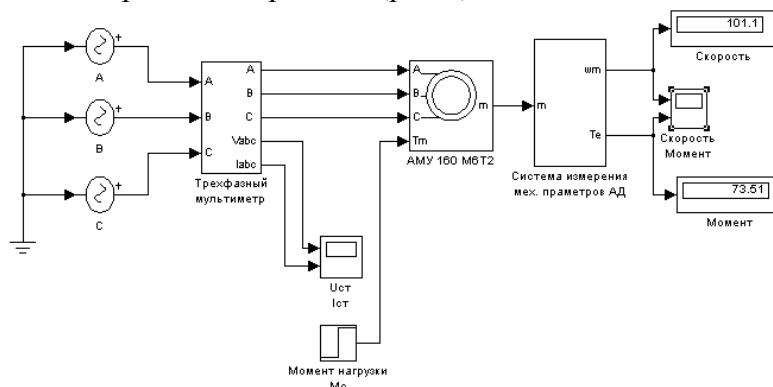 101.1
Скорость
A
A
B
C
A
B
C
Vabc
Iabc
Трехфазный
мультиметр
A
B
C
Tm
m
АМУ 160 М6Т2
m
wm
Te
Система измерения
мех. праметров АД
Скорость
Момент
73.51
Момент
B
C
Uст
Iст
Момент нагрузки